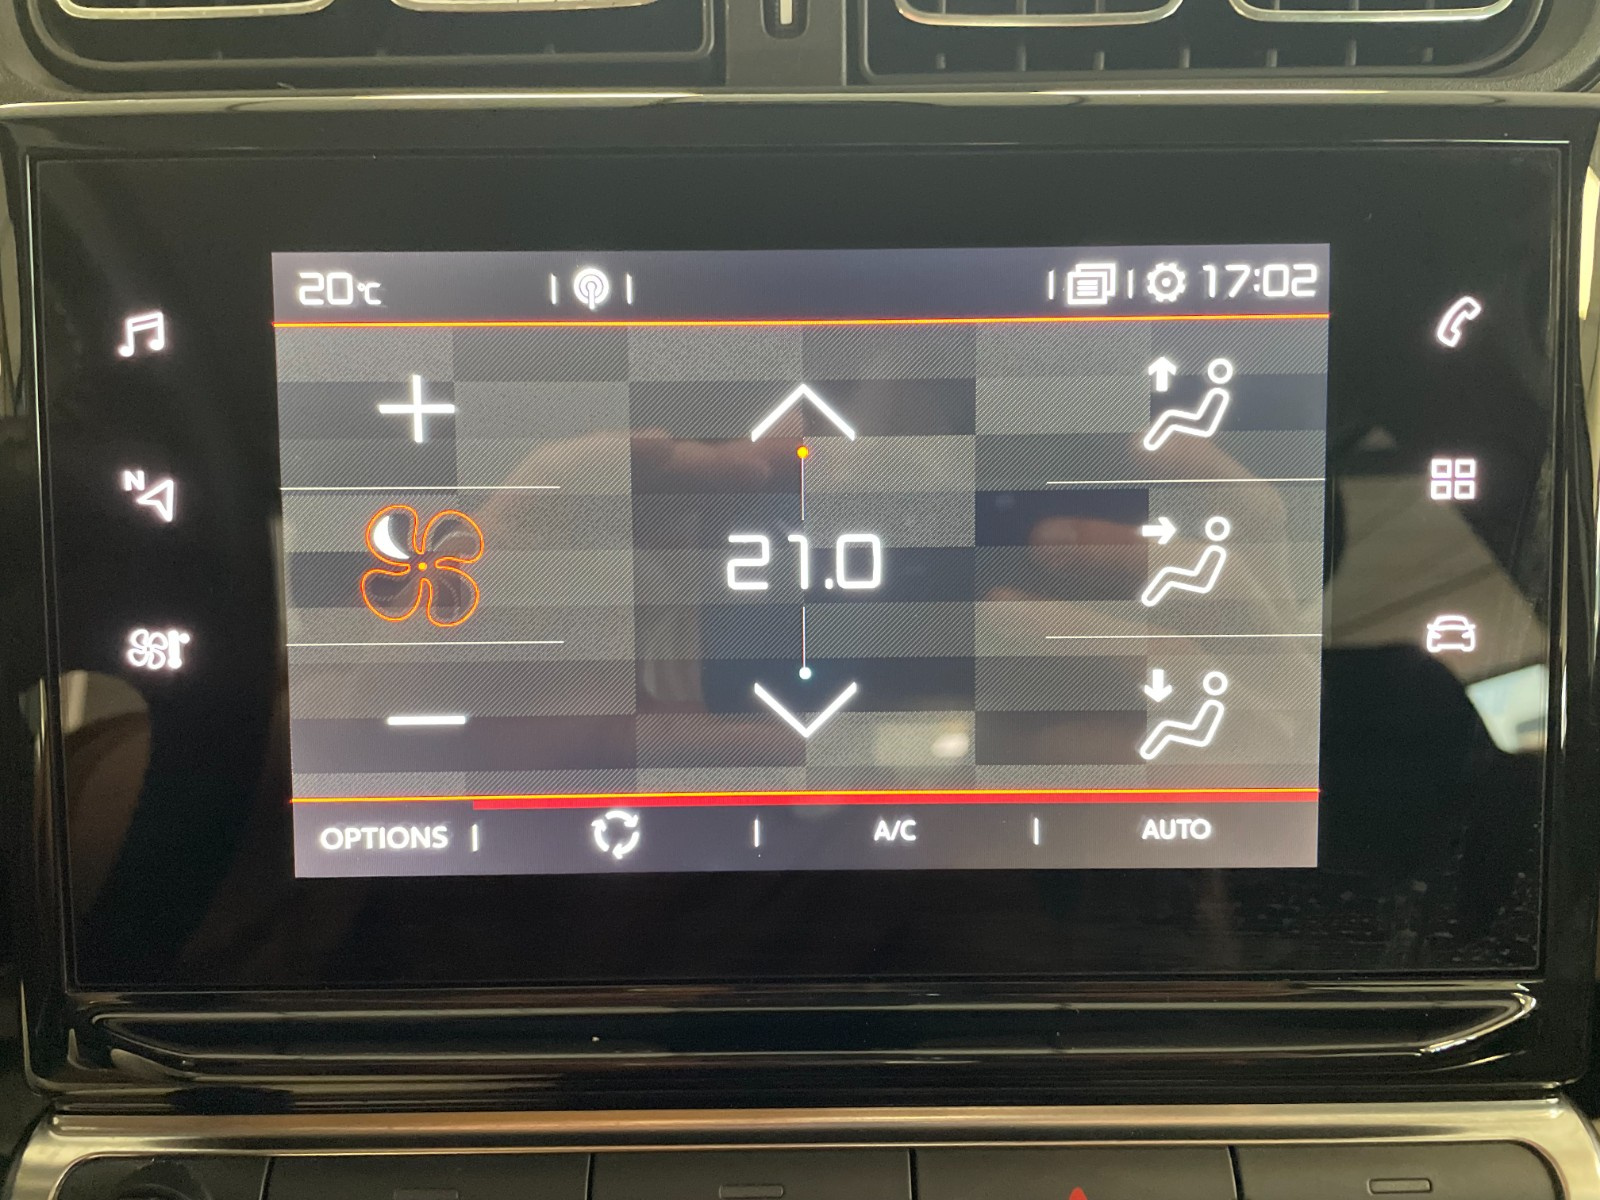 20°C 17:02
N
21.0
OPTIONS A/C AUTO